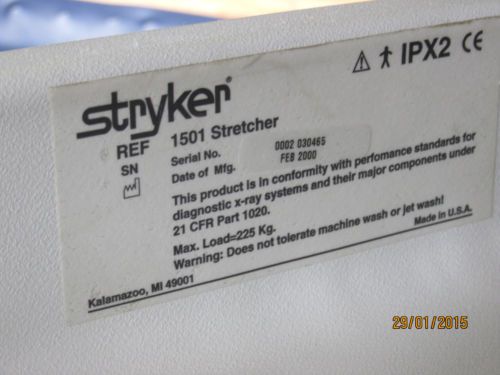 stryker
IPX2 CE
REF 1501 Stretcher
SN Serial No. 0002 030465
Date of Mfg. FEB 2000
This product is in conformity with perfomance standards for
diagnostic x-ray systems and their major components under
21 CFR Part 1020.
Max. Load=225 Kg.
Warning: Does not tolerate machine wash or jet wash!
Kalamazoo, MI 49001
Made in U.S.A.
29/01/2015